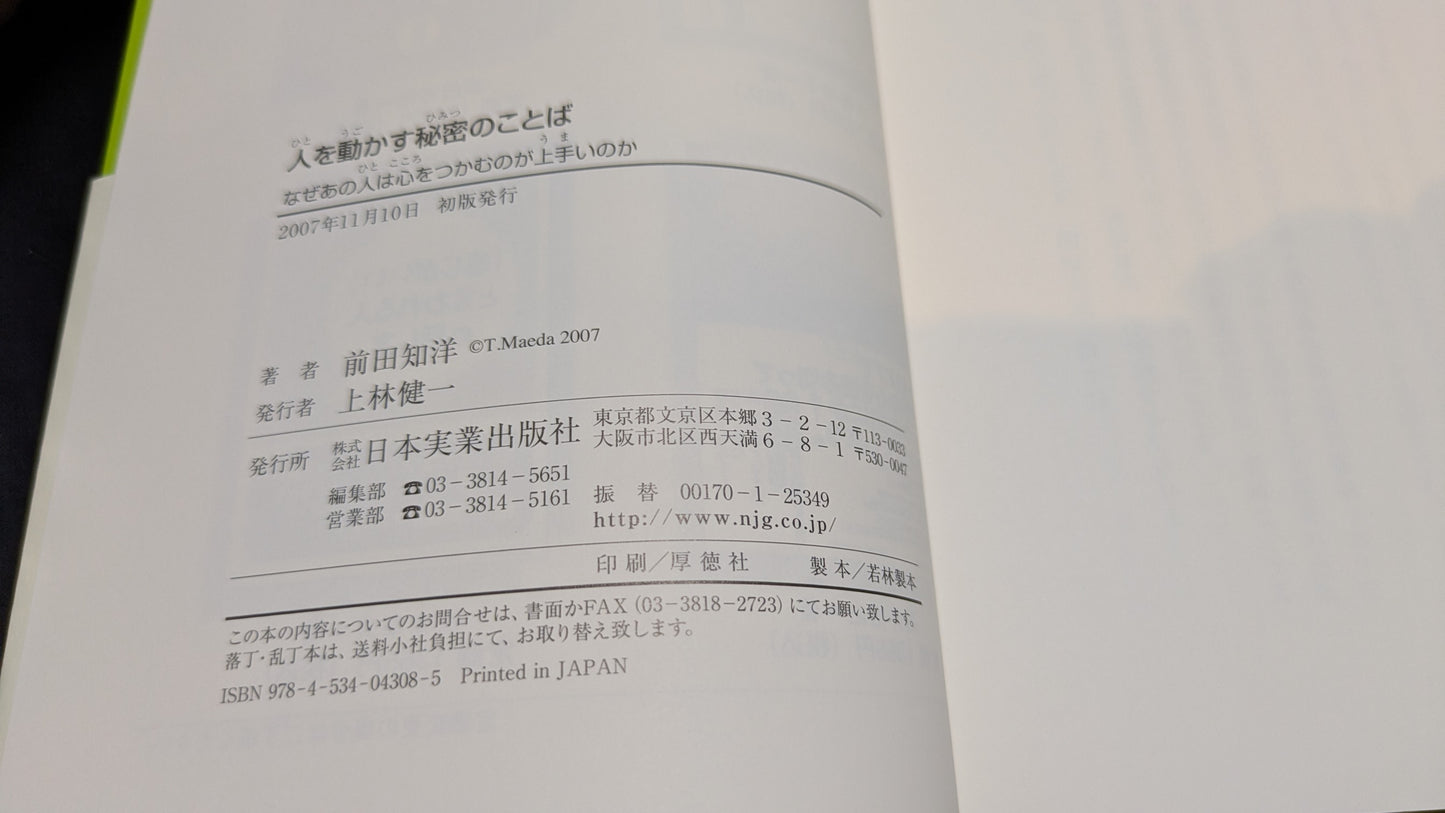 人を動かす秘密のことば
なぜあの人は心をつかむのが上手いのか
2007年11月10日 初版発行
著 者 前田知洋 ©T.Maeda 2007
発行者 上林健一
発行所 株式会社 日本実業出版社 東京都文京区本郷3-2-12 〒113-0033
大阪市北区西天満6-8-1 〒530-0047
編集部 ☎03-3814-5651
営業部 ☎03-3814-5161
振 替 00170-1-25349
http://www.njg.co.jp/
印刷/厚徳社 製本/若林製本
この本の内容についてのお問合せは、書面かFAX(03-3818-2723)にてお願い致します。
落丁・乱丁本は、送料小社負担にて、お取り替え致します。
ISBN 978-4-534-04308-5 Printed in JAPAN